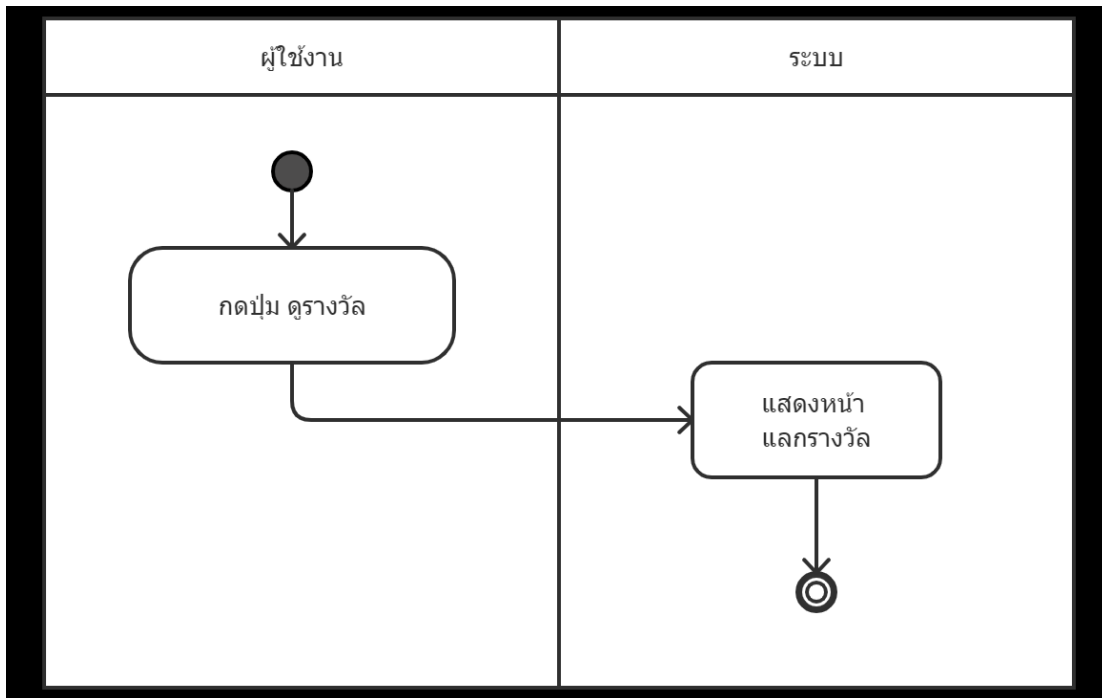 ผู้ใช้งาน
ระบบ
กดปุ่ม ดูรางวัล
แสดงหน้า
แลกรางวัล